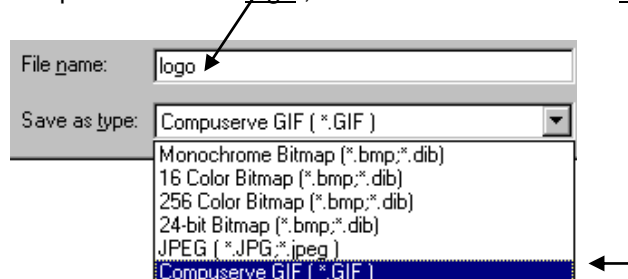 File name: logo
Save as type: Compuserve GIF ( *.GIF )
Monochrome Bitmap (*.bmp;*.dib)
16 Color Bitmap (*.bmp;*.dib)
256 Color Bitmap (*.bmp;*.dib)
24-bit Bitmap (*.bmp;*.dib)
JPEG ( *.JPG;*.jpeg )
Compuserve GIF ( *.GIF )